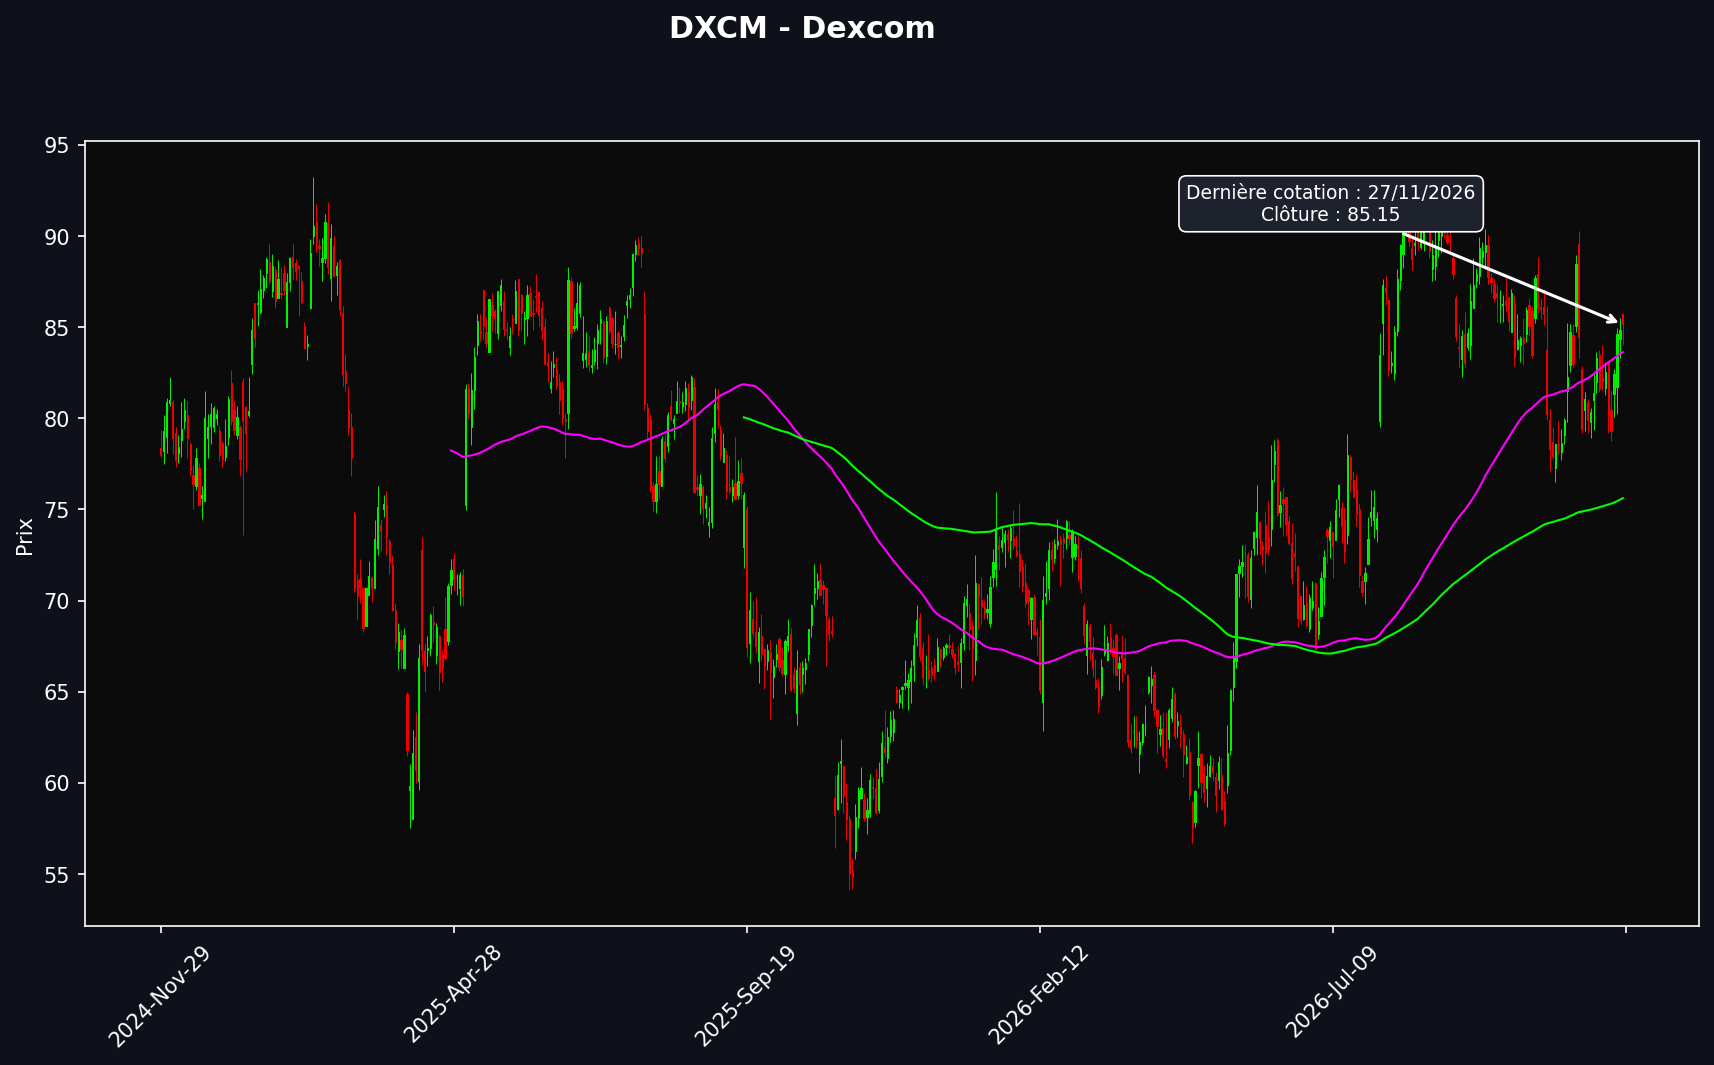 DXCM - Dexcom
95
90
85
80
75
70
65
60
55
Prix
Dernière cotation : 27/11/2026
Clôture : 85.15
2024-Nov-29
2025-Apr-28
2025-Sep-19
2026-Feb-12
2026-Jul-09